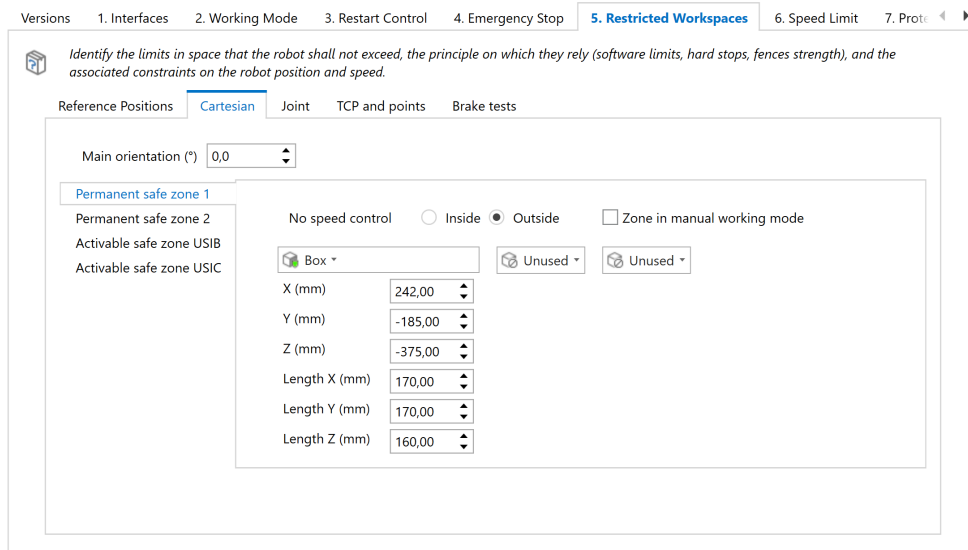 Versions 1. Interfaces 2. Working Mode 3. Restart Control 4. Emergency Stop 5. Restricted Workspaces 6. Speed Limit 7. Prote
Identify the limits in space that the robot shall not exceed, the principle on which they rely (software limits, hard stops, fences strength), and the
associated constraints on the robot position and speed.
Reference Positions Cartesian Joint TCP and points Brake tests
Main orientation (°) 0,0
Permanent safe zone 1
Permanent safe zone 2
Activable safe zone USIB
Activable safe zone USIC
No speed control Inside Outside Zone in manual working mode
Box Unused Unused
X (mm) 242,00
Y (mm) -185,00
Z (mm) -375,00
Length X (mm) 170,00
Length Y (mm) 170,00
Length Z (mm) 160,00